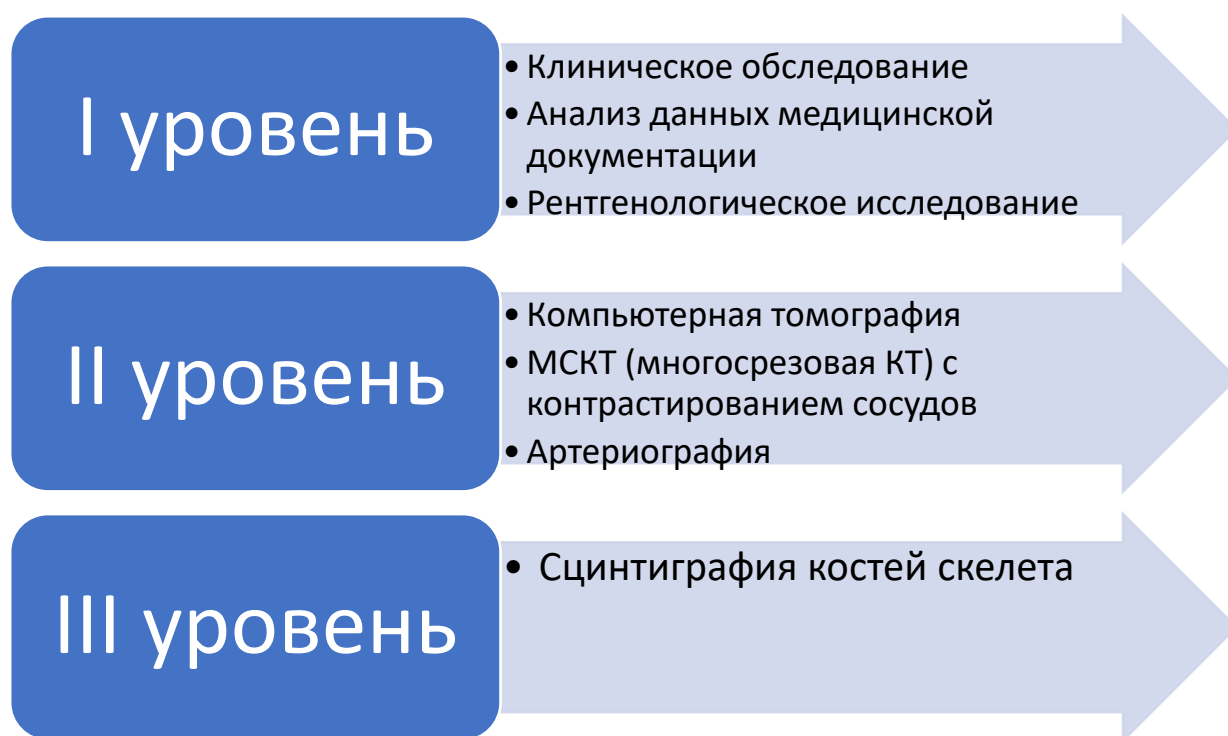 I уровень
• Клиническое обследование
• Анализ данных медицинской
документации
• Рентгенологическое исследование
II уровень
• Компьютерная томография
• МСКТ (многосрезовая КТ) с
контрастированием сосудов
• Артериография
III уровень
• Сцинтиграфия костей скелета